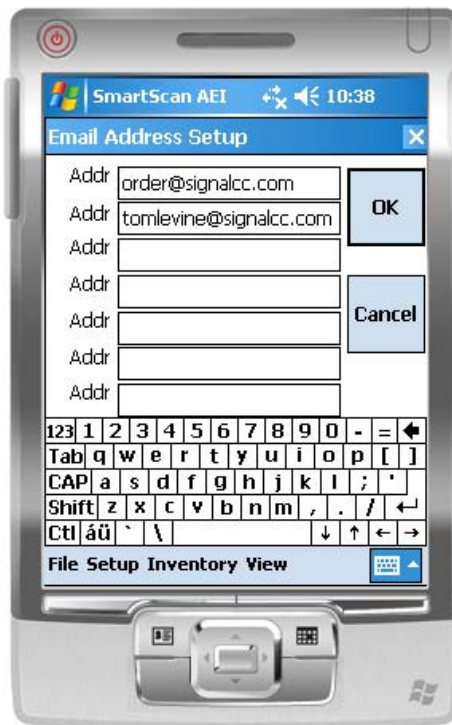 SmartScan AEI 10:38
Email Address Setup
Addr order@signalcc.com
Addr tomlevine@signalcc.com
Addr
Addr
Addr
Addr
Addr
OK
Cancel
123 1 2 3 4 5 6 7 8 9 0 - =
Tab q w e r t y u i o p [ ]
CAP a s d f g h j k l ; '
Shift z x c v b n m , . /
Ctl áü ` \ ↓ ↑ ← →
File Setup Inventory View